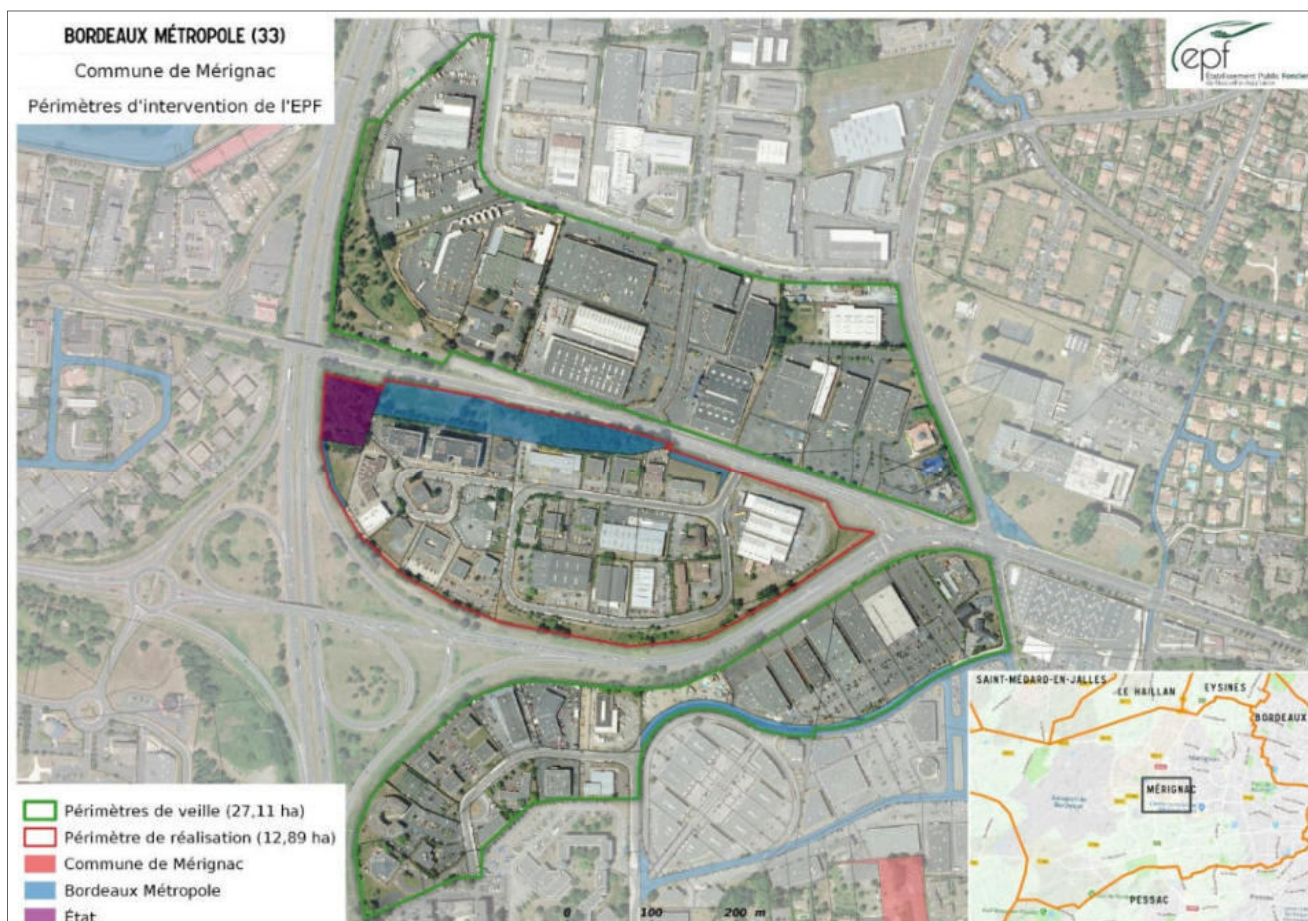 BORDEAUX MÉTROPOLE (33)
Commune de Mérignac
Périmètres d'intervention de l'EPF
epf
Établissement Public Foncier
SAINT-MÉDARD-EN-JALLES
LE HAILLAN
EYSINES
BORDEAUX
Mérignac
MÉRIGNAC
PESSAC
Périmètres de veille (27,11 ha)
Périmètre de réalisation (12,89 ha)
Commune de Mérignac
Bordeaux Métropole
État
0 100 200 m